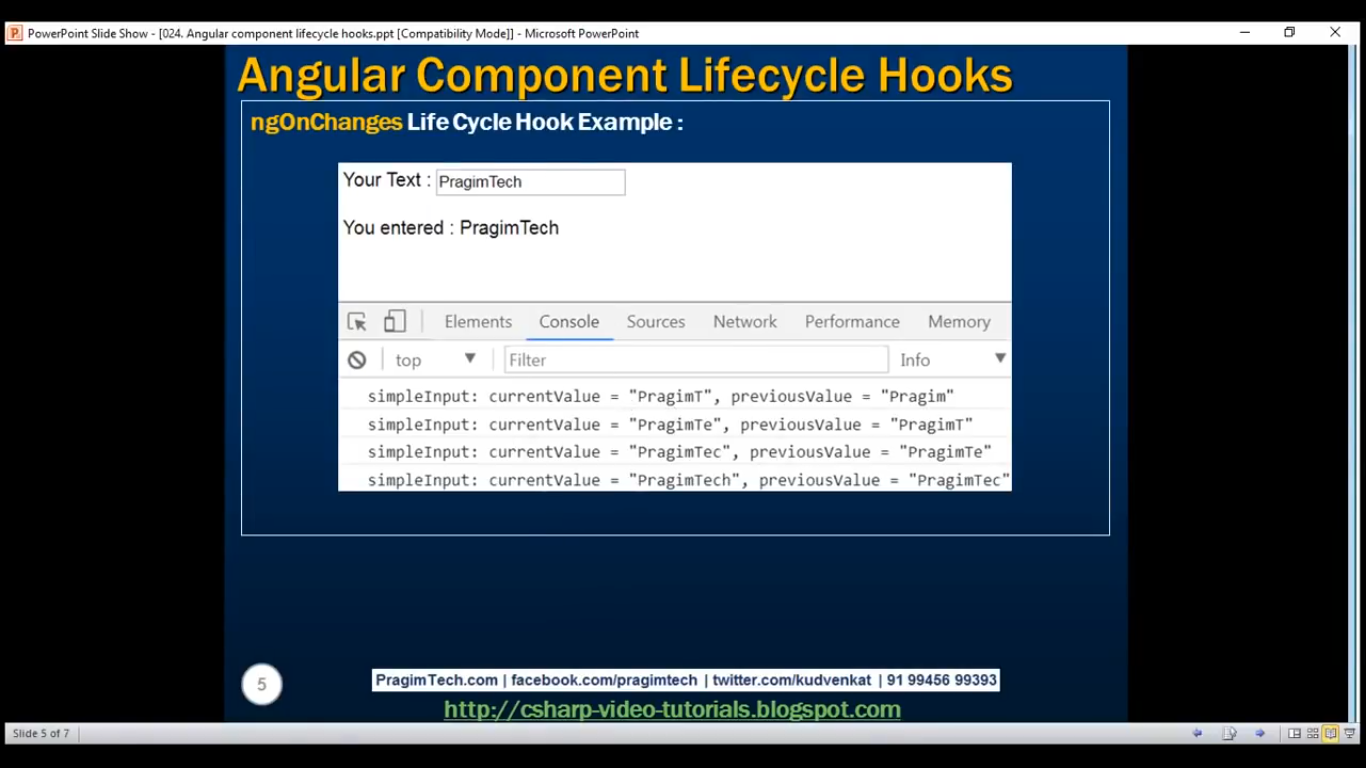 PowerPoint Slide Show - [024. Angular component lifecycle hooks.ppt [Compatibility Mode]] - Microsoft PowerPoint
Angular Component Lifecycle Hooks
ngOnChanges Life Cycle Hook Example :
Your Text : PragimTech
You entered : PragimTech
Elements Console Sources Network Performance Memory
top Filter Info
simpleInput: currentValue = "PragimT", previousValue = "Pragim"
simpleInput: currentValue = "PragimTe", previousValue = "PragimT"
simpleInput: currentValue = "PragimTec", previousValue = "PragimTe"
simpleInput: currentValue = "PragimTech", previousValue = "PragimTec"
5
PragimTech.com | facebook.com/pragimtech | twitter.com/kudvenkat | 91 99456 99393
http://csharp-video-tutorials.blogspot.com
Slide 5 of 7